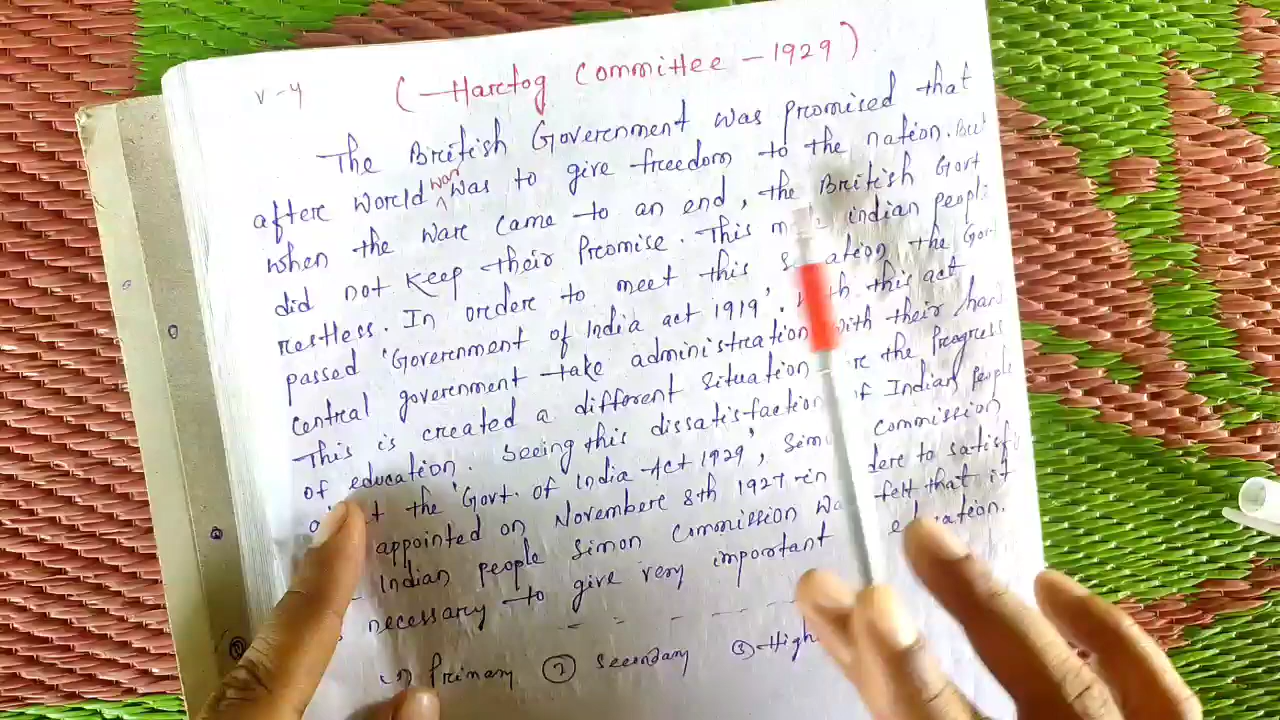 V-4 (Hartog Committee - 1929)
The British Government was promised that
after World war was to give freedom to the nation. But
when the ware came to an end, the British Govt
did not keep their Promise. This indian people
restless. In order to meet this the Govt
passed 'Government of India act 1919'. this act
central government take administration with their hand
This is created a different situation the Progress
of education. Seeing this dissatisfaction of Indian People
the 'Govt. of India Act 1929', Commission
appointed on November 8th 1927 in to satisfy
Indian people Simon Commission felt that it
necessary to give very important education.
(1) Primary (2) Secondary (3) High